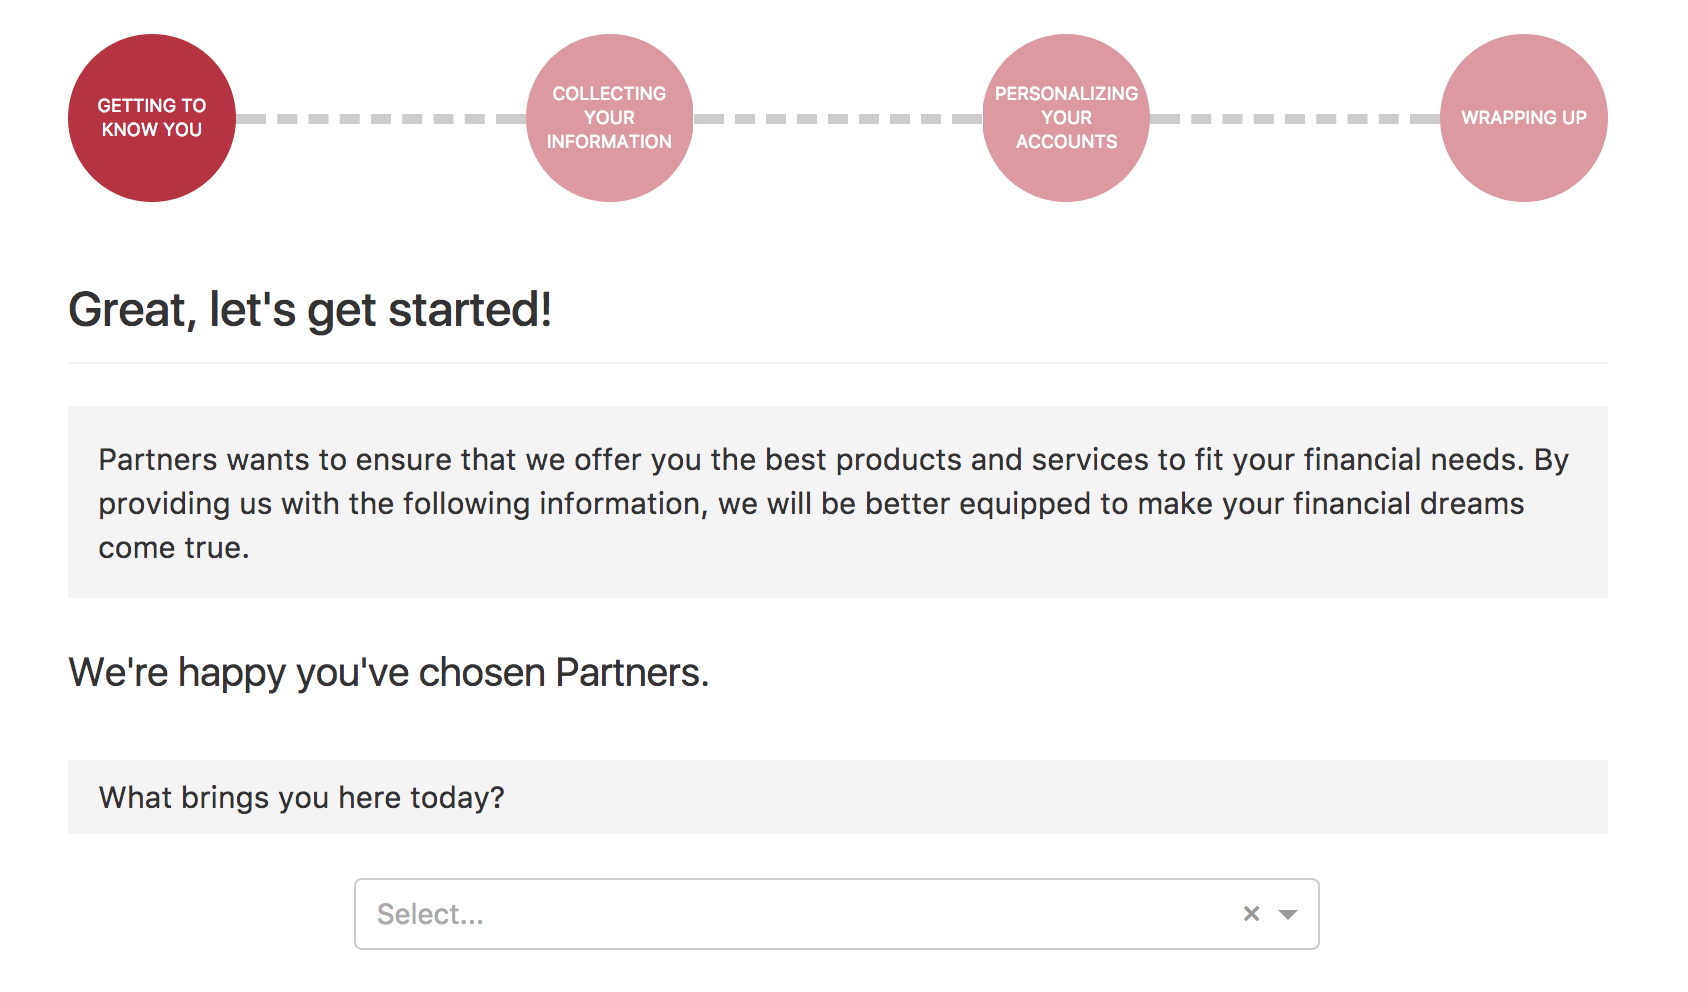 GETTING TO
KNOW YOU
COLLECTING
YOUR
INFORMATION
PERSONALIZING
YOUR
ACCOUNTS
WRAPPING UP
Great, let's get started!
Partners wants to ensure that we offer you the best products and services to fit your financial needs. By
providing us with the following information, we will be better equipped to make your financial dreams
come true.
We're happy you've chosen Partners.
What brings you here today?
Select...